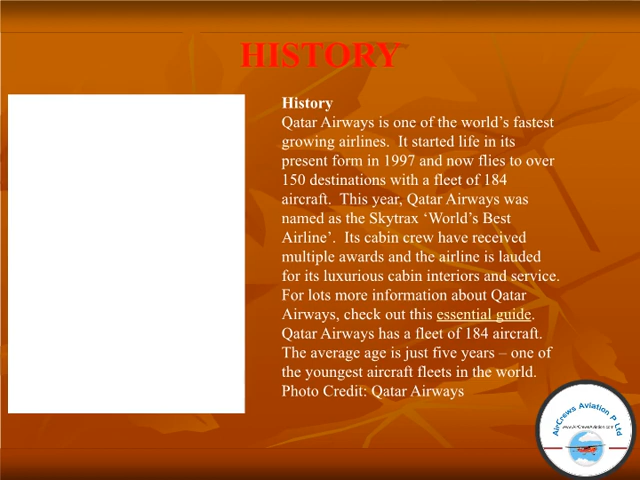 HISTORY
History
Qatar Airways is one of the world’s fastest
growing airlines.  It started life in its
present form in 1997 and now flies to over
150 destinations with a fleet of 184
aircraft.  This year, Qatar Airways was
named as the Skytrax ‘World’s Best
Airline’.  Its cabin crew have received
multiple awards and the airline is lauded
for its luxurious cabin interiors and service.
For lots more information about Qatar
Airways, check out this essential guide.
Qatar Airways has a fleet of 184 aircraft.
The average age is just five years – one of
the youngest aircraft fleets in the world.
Photo Credit: Qatar Airways
AirCrews Aviation P Ltd
www.AirCrewsAviation.com